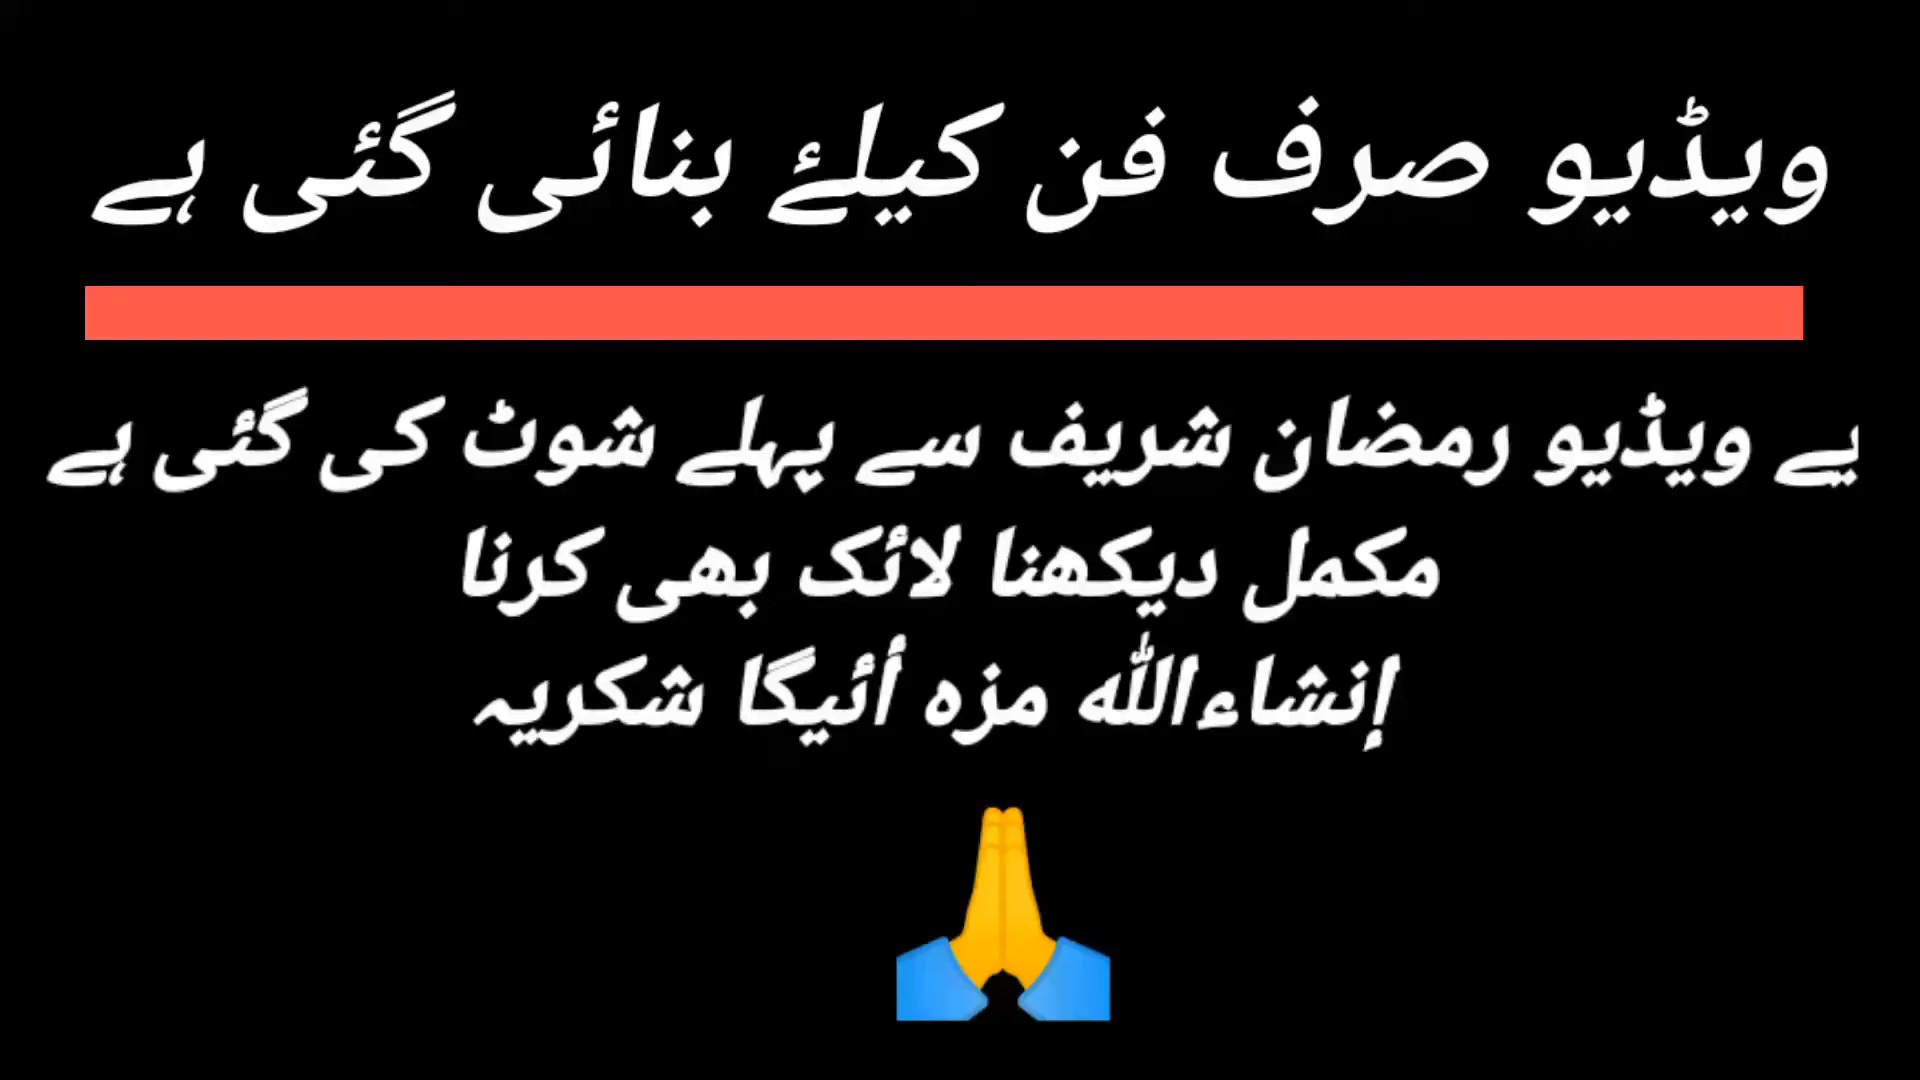 ویڈیو صرف فن کیلئے بنائی گئی ہے
یے ویڈیو رمضان شریف سے پہلے شوٹ کی گئی ہے
مکمل دیکھنا لائک بھی کرنا
إنشاءاللہ مزہ أئیگا شکریہ